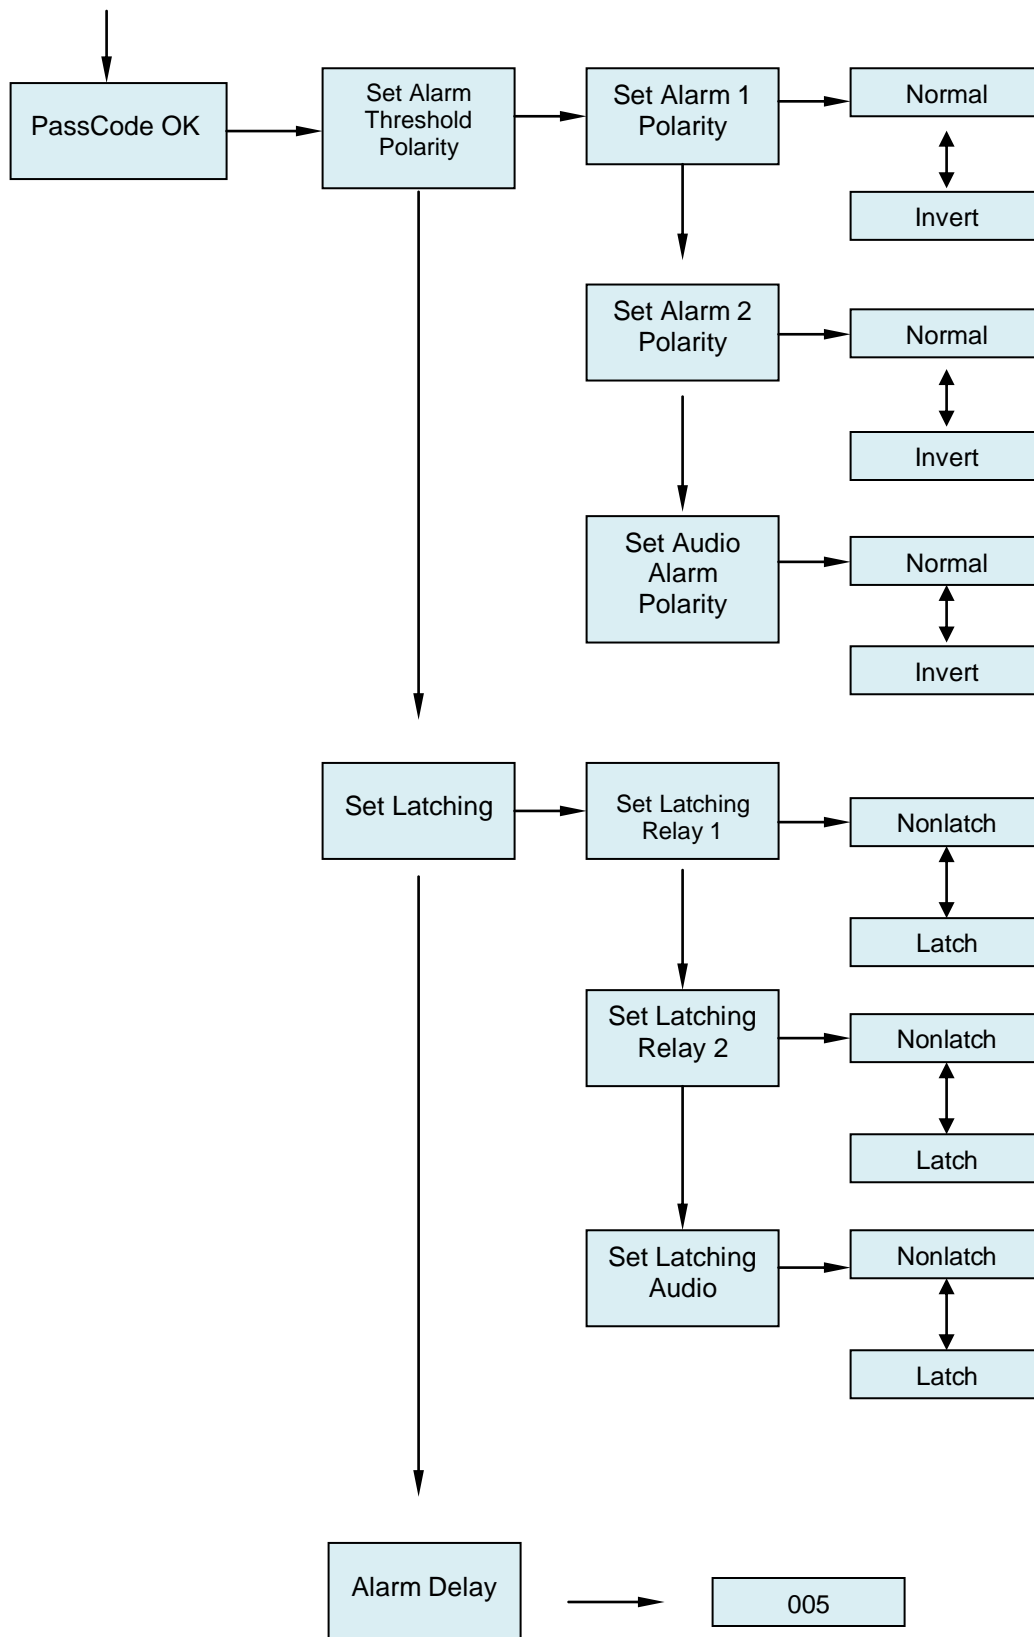 PassCode OK
Set Alarm
Threshold
Polarity
Set Alarm 1
Polarity
Normal
Invert
Set Alarm 2
Polarity
Normal
Invert
Set Audio
Alarm
Polarity
Normal
Invert
Set Latching
Set Latching
Relay 1
Nonlatch
Latch
Set Latching
Relay 2
Nonlatch
Latch
Set Latching
Audio
Nonlatch
Latch
Alarm Delay
005